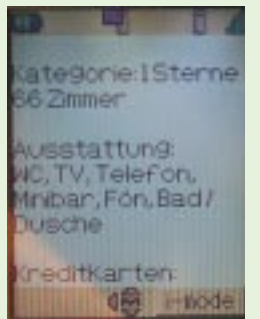 Kategorie:1Sterne
66 Zimmer
Ausstattung:
WC, TV, Telefon,
Minibar, Fön, Bad /
Dusche
Kreditkarten:
i-mode